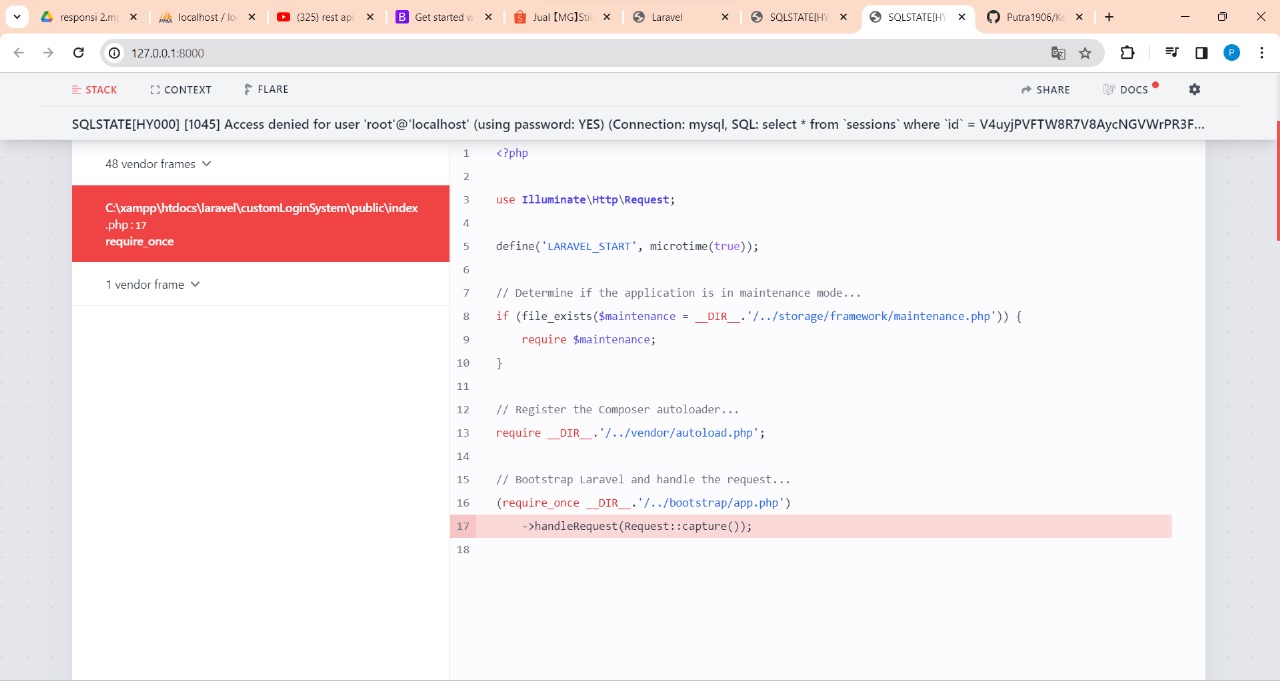 responsi 2.m
localhost / lo
(325) rest api
Get started w
Jual【MG】Sti
Laravel
SQLSTATE[HY
SQLSTATE[HY
Putra1906/K
127.0.0.1:8000
P
STACK
CONTEXT
FLARE
SHARE
DOCS
SQLSTATE[HY000] [1045] Access denied for user 'root'@'localhost' (using password: YES) (Connection: mysql, SQL: select * from `sessions` where `id` = V4uyjPVFTW8R7V8AycNGVWrPR3F...
48 vendor frames
C:\xampp\htdocs\laravel\customLoginSystem\public\index
.php : 17
require_once
1 vendor frame
1 <?php
2
3 use Illuminate\Http\Request;
4
5 define('LARAVEL_START', microtime(true));
6
7 // Determine if the application is in maintenance mode...
8 if (file_exists($maintenance = __DIR__.'/../storage/framework/maintenance.php')) {
9 require $maintenance;
10 }
11
12 // Register the Composer autoloader...
13 require __DIR__.'/../vendor/autoload.php';
14
15 // Bootstrap Laravel and handle the request...
16 (require_once __DIR__.'/../bootstrap/app.php')
17 ->handleRequest(Request::capture());
18